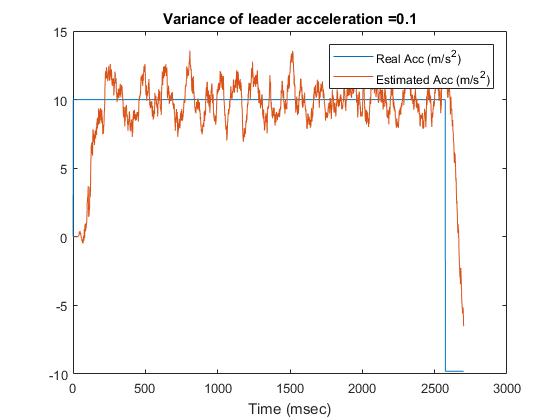 Variance of leader acceleration =0.1
15
Real Acc (m/s²)
Estimated Acc (m/s²)
10
5
0
-5
-10
0 500 1000 1500 2000 2500 3000
Time (msec)